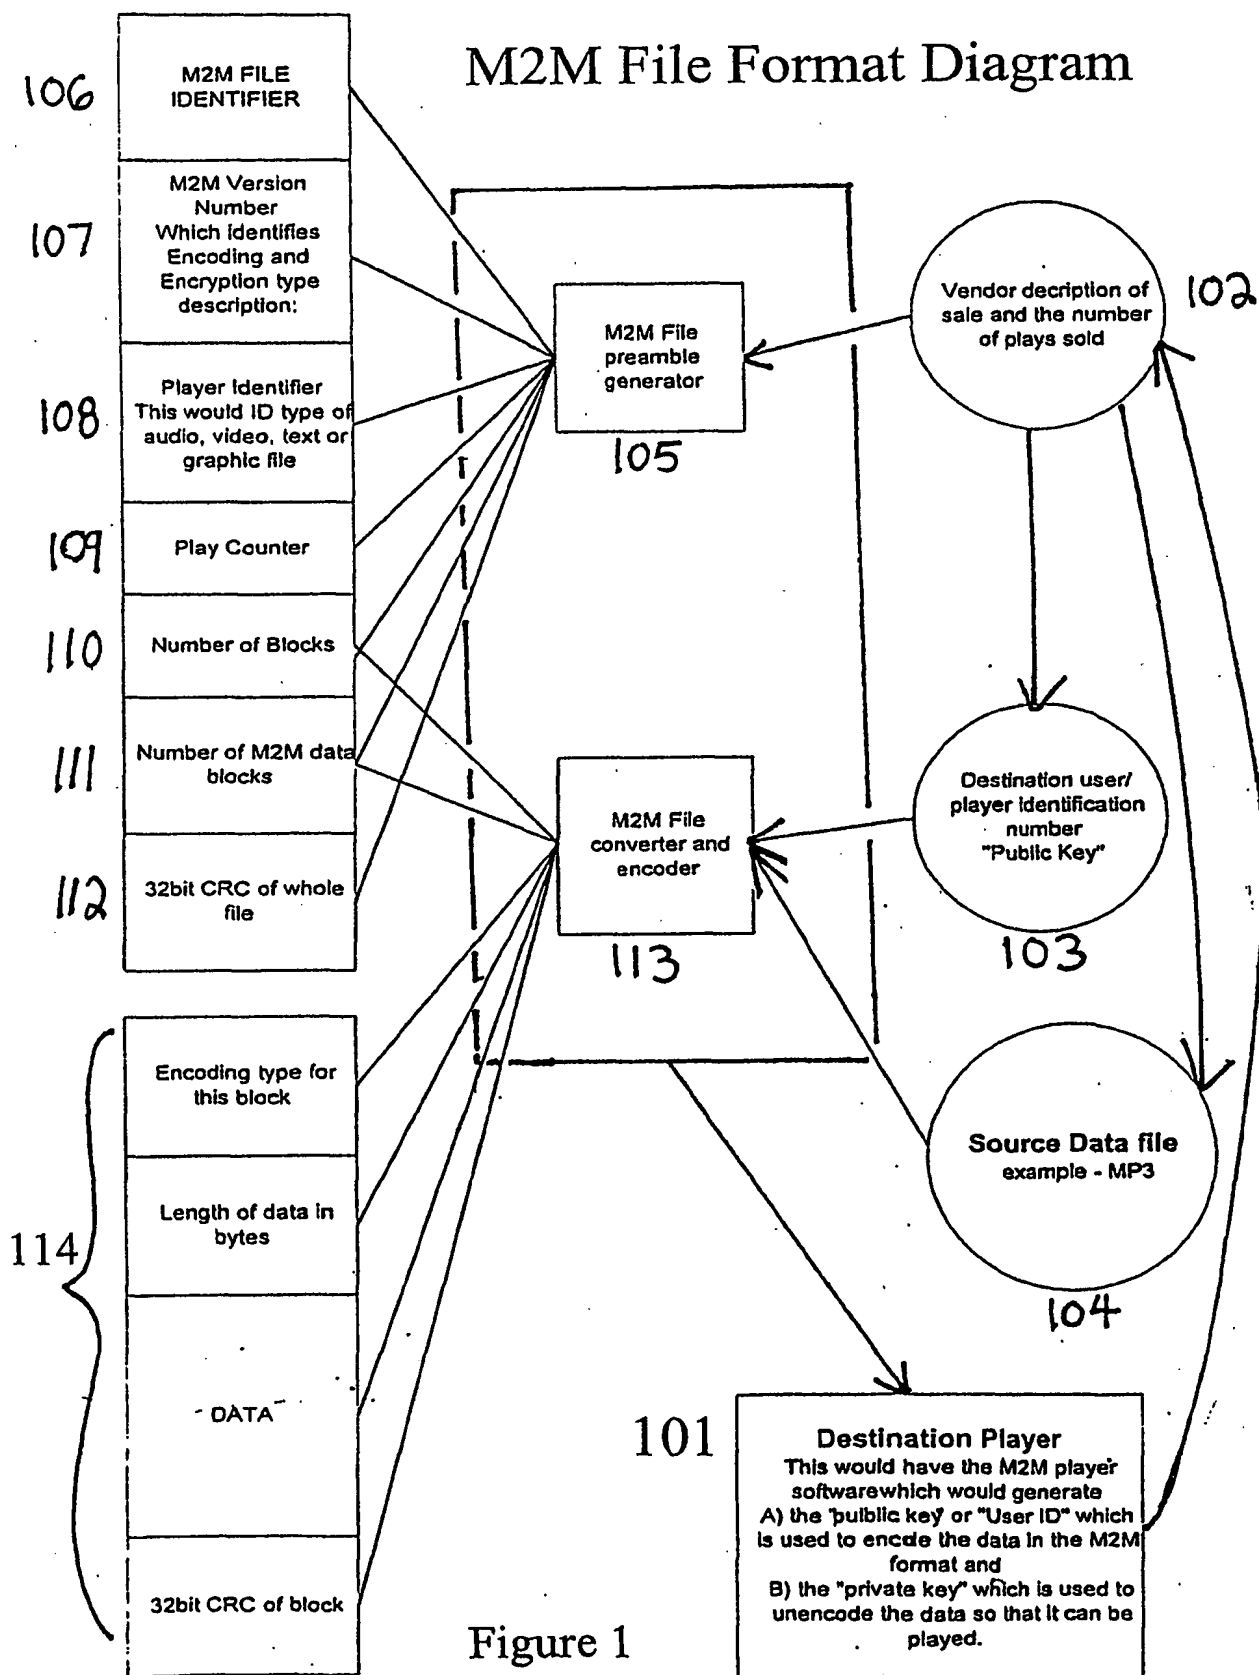 M2M File Format Diagram
106
M2M FILE
IDENTIFIER
107
M2M Version
Number
Which identifies
Encoding and
Encryption type
description:
108
Player Identifier
This would ID type of
audio, video, text or
graphic file
109
Play Counter
110
Number of Blocks
111
Number of M2M data
blocks
112
32bit CRC of whole
file
M2M File
preamble
generator
105
Vendor decription of
sale and the number
of plays sold
102
M2M File
converter and
encoder
113
Destination user/
player identification
number
"Public Key"
103
Source Data file
example - MP3
104
114
Encoding type for
this block
Length of data in
bytes
DATA
32bit CRC of block
101
Destination Player
This would have the M2M player
softwarewhich would generate
A) the "pulblic key' or "User ID" which
is used to encde the data in the M2M
format and
B) the "private key" which is used to
unencode the data so that it can be
played.
Figure 1